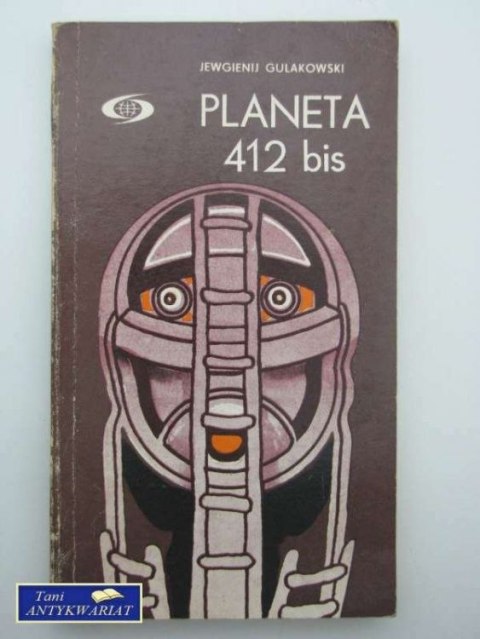 JEWGIENIJ GULAKOWSKI
PLANETA
412 bis
Tani
ANTYKWARIAT